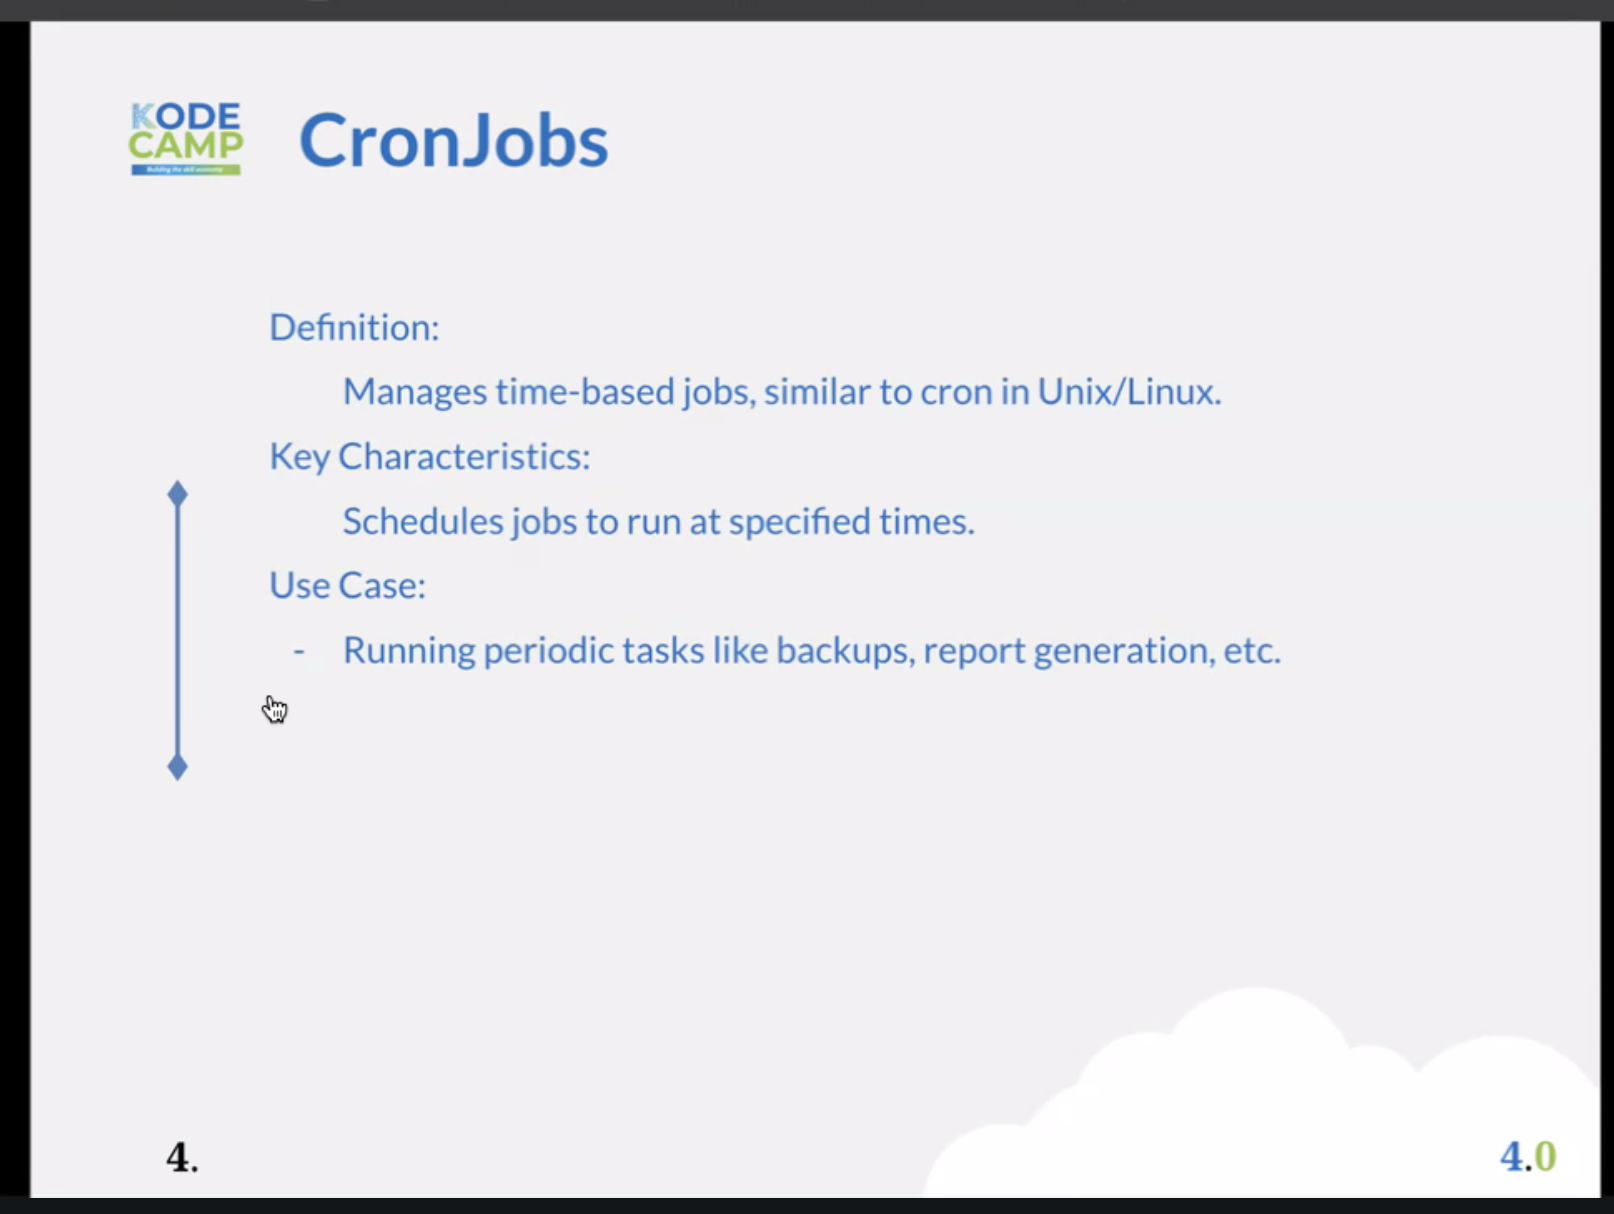 KODE
CAMP
Building the skill economy
CronJobs
Definition:
Manages time-based jobs, similar to cron in Unix/Linux.
Key Characteristics:
Schedules jobs to run at specified times.
Use Case:
- Running periodic tasks like backups, report generation, etc.
4.
4.0